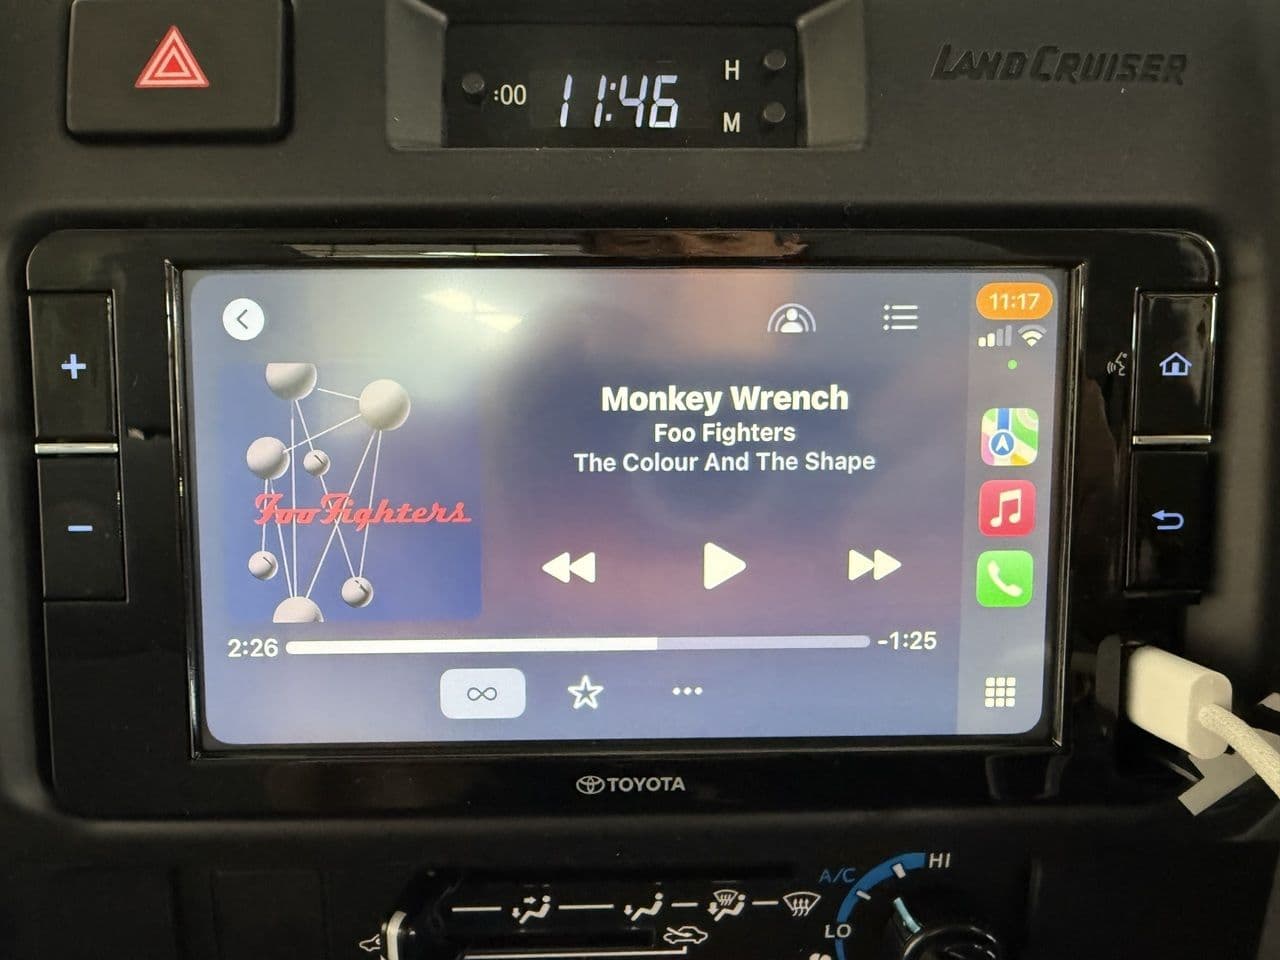 :00 11:46 H
M
LAND CRUISER
11:17
Monkey Wrench
Foo Fighters
The Colour And The Shape
Foo Fighters
2:26
-1:25
TOYOTA
A/C
HI
LO